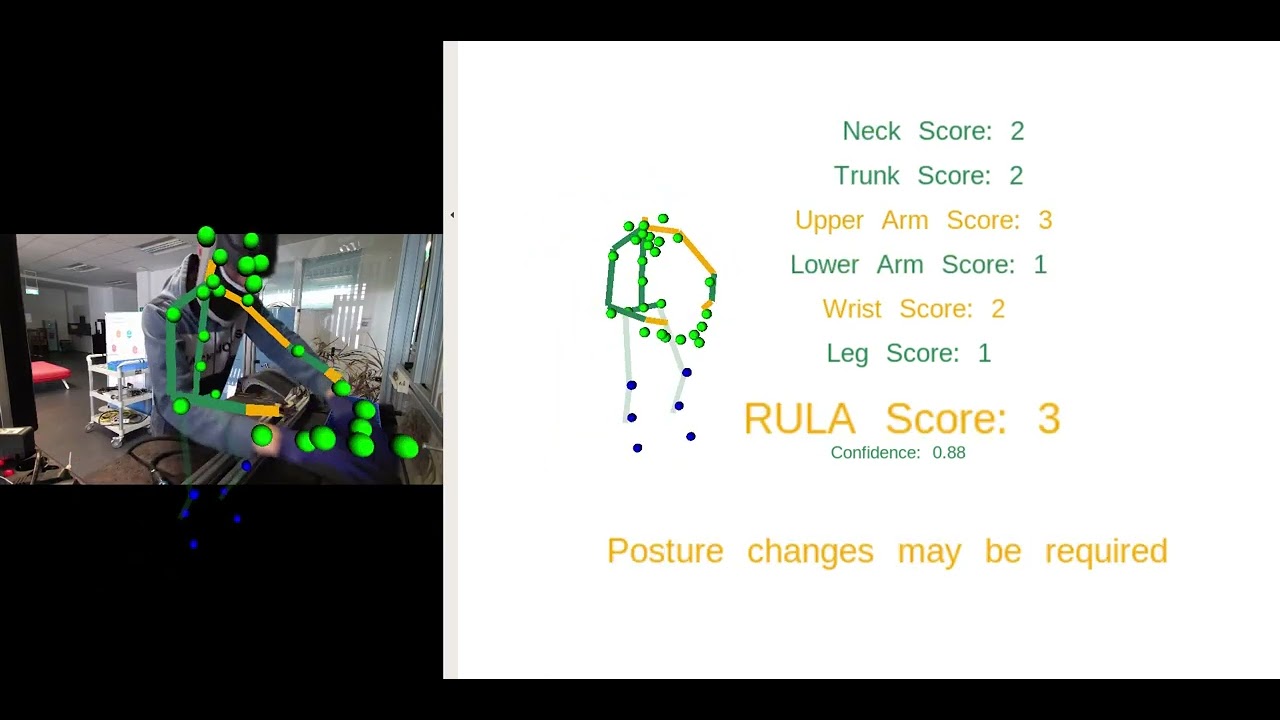 Neck Score: 2
Trunk Score: 2
Upper Arm Score: 3
Lower Arm Score: 1
Wrist Score: 2
Leg Score: 1
RULA Score: 3
Confidence: 0.88
Posture changes may be required